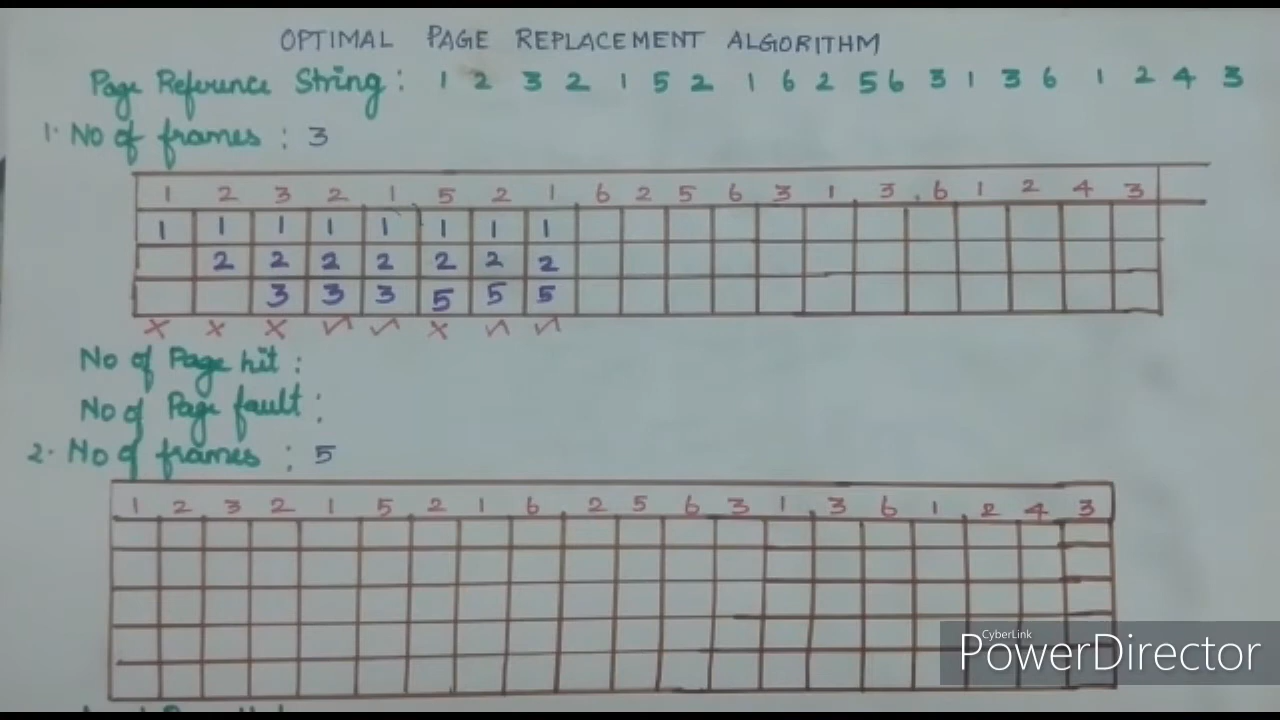 OPTIMAL PAGE REPLACEMENT ALGORITHM
Page Reference String : 1 2 3 2 1 5 2 1 6 2 5 6 3 1 3 6 1 2 4 3
1. No of frames : 3
1 2 3 2 1 5 2 1 6 2 5 6 3 1 3 6 1 2 4 3
1 1 1 1 1 1 1 1
2 2 2 2 2 2 2
3 3 3 5 5 5
× × × ✓ ✓ × ✓ ✓
No of Page hit :
No of Page fault :
2. No of frames : 5
1 2 3 2 1 5 2 1 6 2 5 6 3 1 3 6 1 2 4 3
CyberLink
PowerDirector